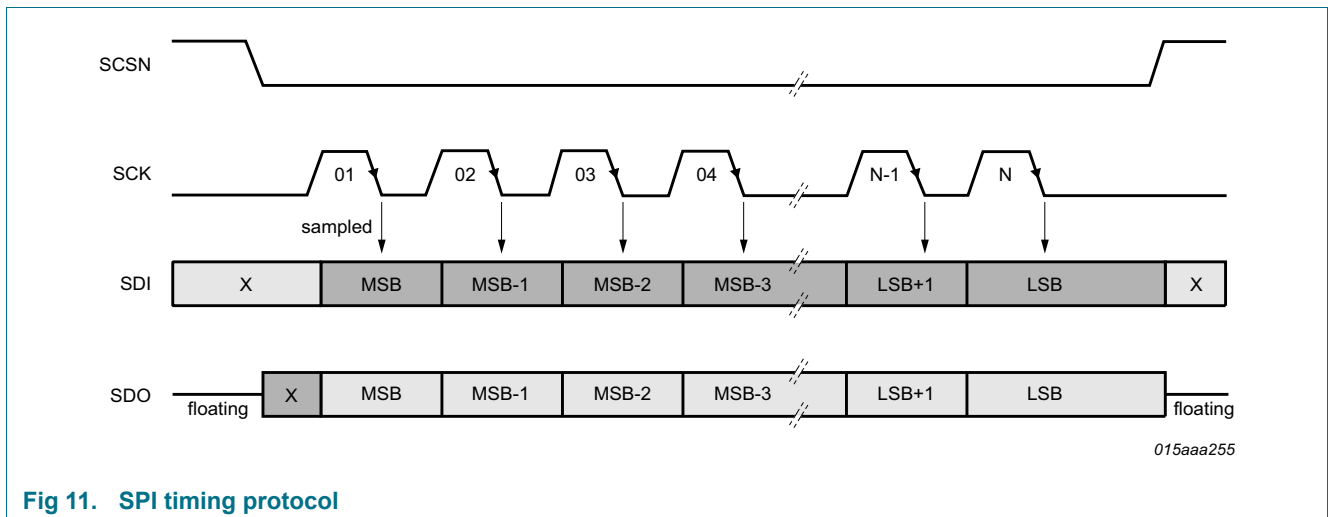 SCSN
SCK
01 02 03 04 N-1 N
sampled
SDI X MSB MSB-1 MSB-2 MSB-3 LSB+1 LSB X
SDO floating X MSB MSB-1 MSB-2 MSB-3 LSB+1 LSB floating
015aaa255
Fig 11. SPI timing protocol